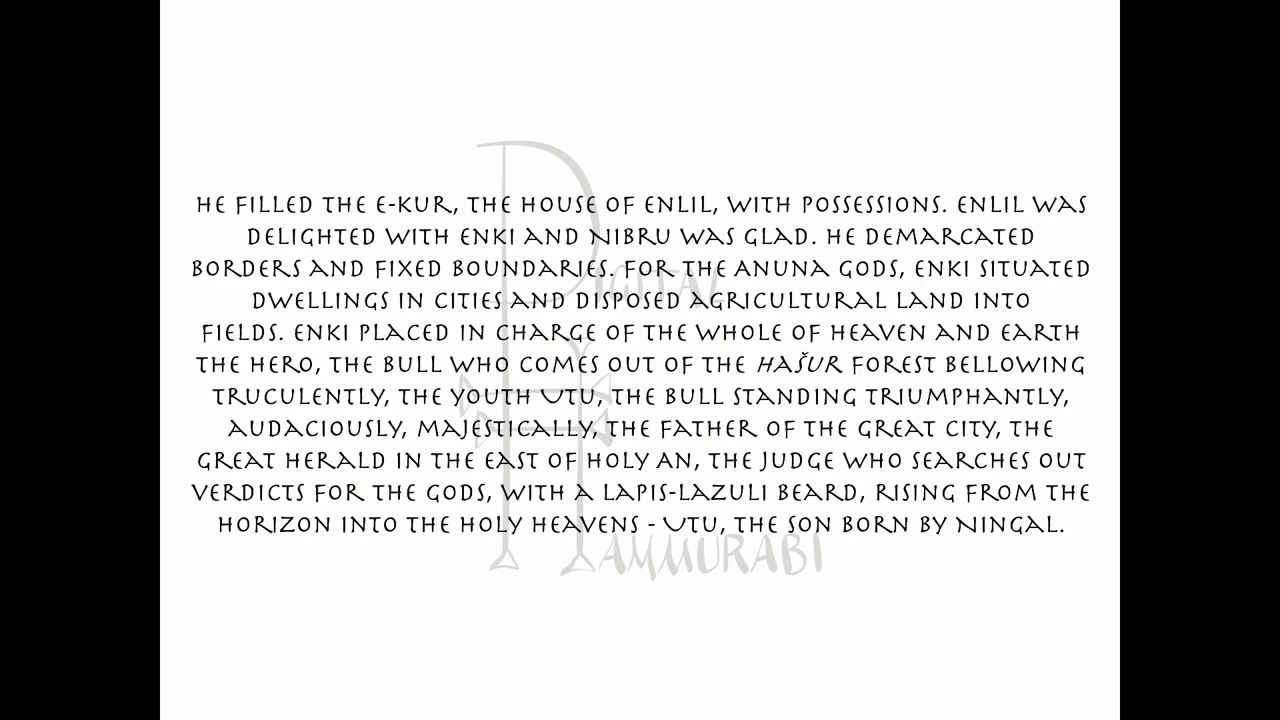 HE FILLED THE E-KUR, THE HOUSE OF ENLIL, WITH POSSESSIONS. ENLIL WAS
DELIGHTED WITH ENKI AND NIBRU WAS GLAD. HE DEMARCATED
BORDERS AND FIXED BOUNDARIES. FOR THE ANUNA GODS, ENKI SITUATED
DWELLINGS IN CITIES AND DISPOSED AGRICULTURAL LAND INTO
FIELDS. ENKI PLACED IN CHARGE OF THE WHOLE OF HEAVEN AND EARTH
THE HERO, THE BULL WHO COMES OUT OF THE HAŠUR FOREST BELLOWING
TRUCULENTLY, THE YOUTH UTU, THE BULL STANDING TRIUMPHANTLY,
AUDACIOUSLY, MAJESTICALLY, THE FATHER OF THE GREAT CITY, THE
GREAT HERALD IN THE EAST OF HOLY AN, THE JUDGE WHO SEARCHES OUT
VERDICTS FOR THE GODS, WITH A LAPIS-LAZULI BEARD, RISING FROM THE
HORIZON INTO THE HOLY HEAVENS - UTU, THE SON BORN BY NINGAL.
DIGITAL
HAMMURABI